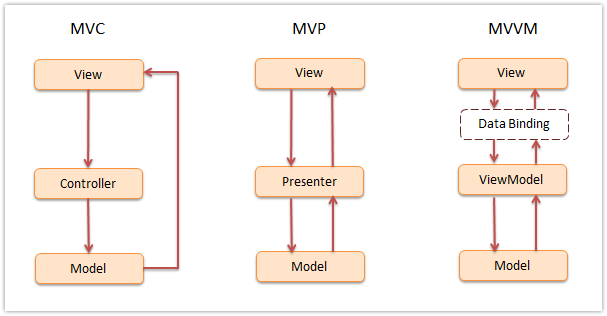 MVC
View
Controller
Model
MVP
View
Presenter
Model
MVVM
View
Data Binding
ViewModel
Model